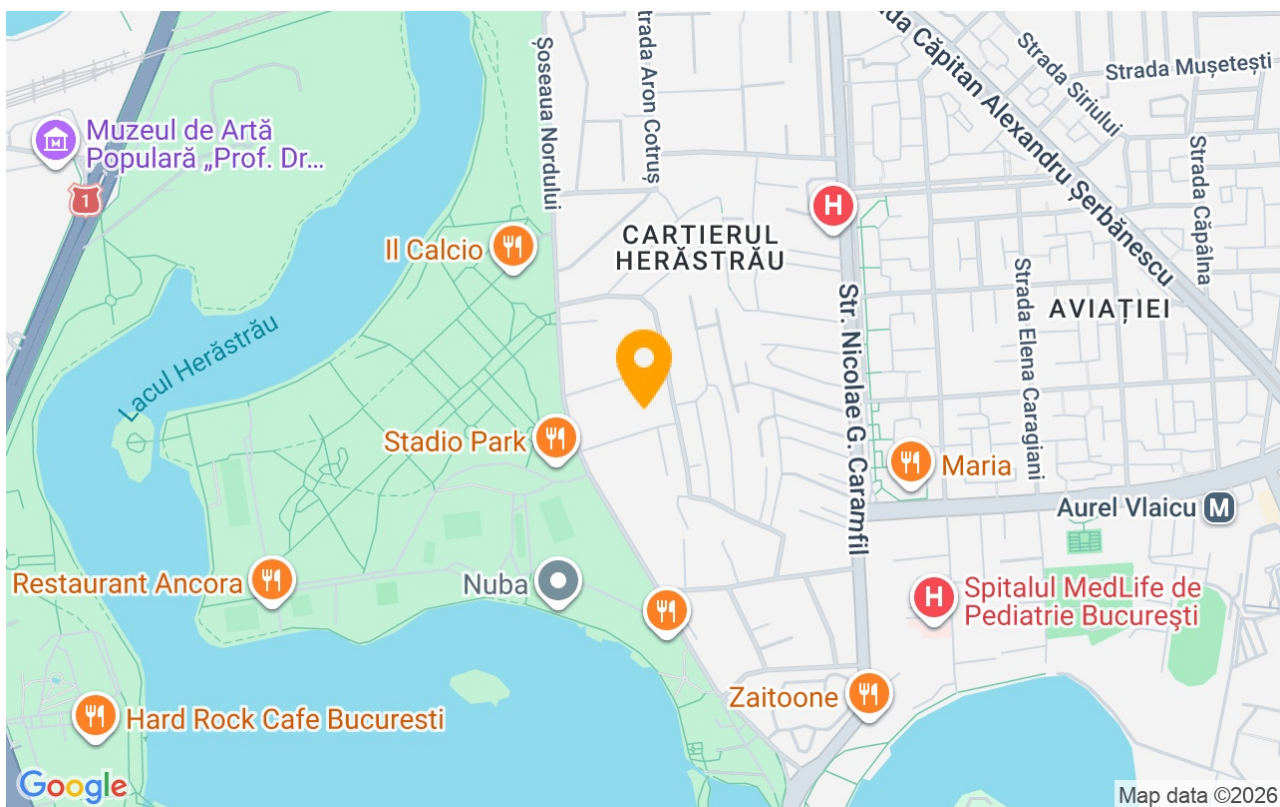 Șoseaua Nordului
trada Aron Cotruș
da Căpitan Alexandru Șerbănescu
Strada Siriului
Strada Mușetești
Strada Căpâlna
Muzeul de Artă
Populară „Prof. Dr...
1
H
Il Calcio
CARTIERUL
HERĂSTRĂU
Str. Nicolae G. Caramfil
Strada Elena Caragiani
AVIAȚIEI
Lacul Herăstrău
Stadio Park
Maria
Aurel Vlaicu M
Restaurant Ancora
Nuba
H
Spitalul MedLife de
Pediatrie București
Zaitoone
Hard Rock Cafe Bucuresti
Google
Map data ©2026